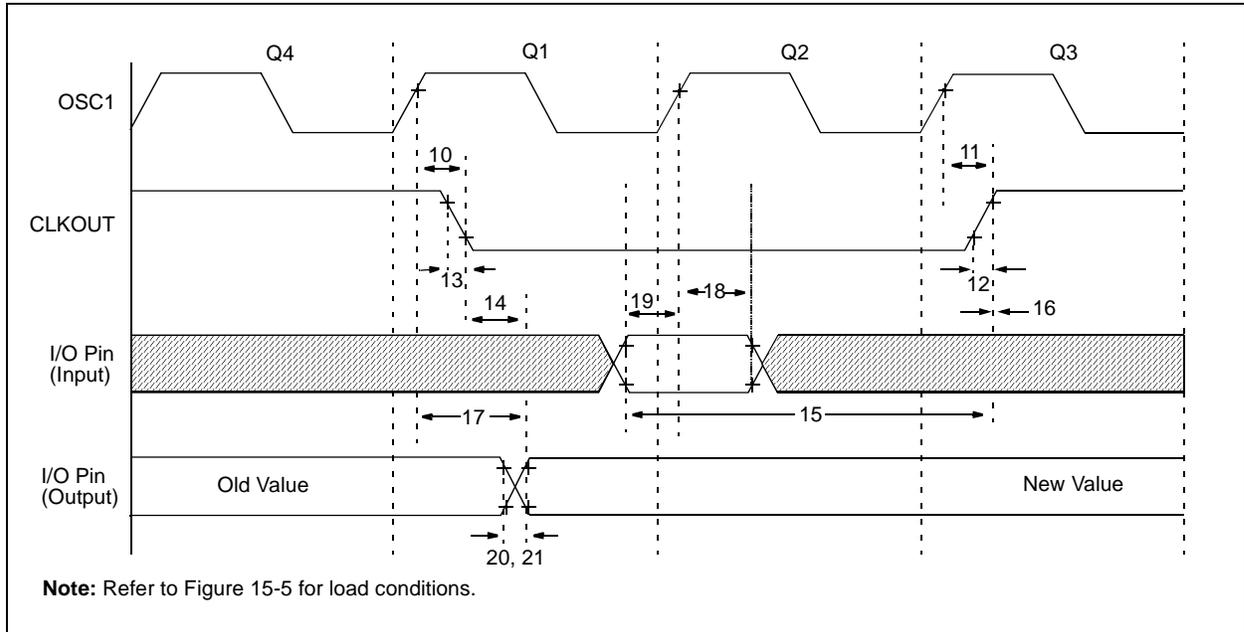 Q4 Q1 Q2 Q3
OSC1
10 11
CLKOUT
13 12
14 19 18 16
I/O Pin
(Input)
17 15
I/O Pin
(Output)
Old Value New Value
20, 21
Note: Refer to Figure 15-5 for load conditions.